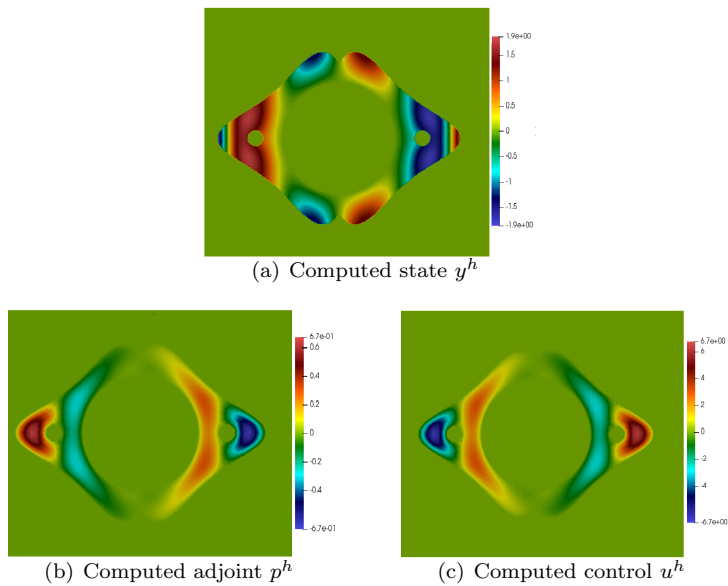 1.9e+00
1.5
1
0.5
0
-0.5
-1
-1.5
-1.9e+00
(a) Computed state y^h
6.7e-01
0.6
0.4
0.2
0
-0.2
-0.4
-6.7e-01
(b) Computed adjoint p^h
6.7e+00
6
4
2
0
-2
-4
-6.7e+00
(c) Computed control u^h